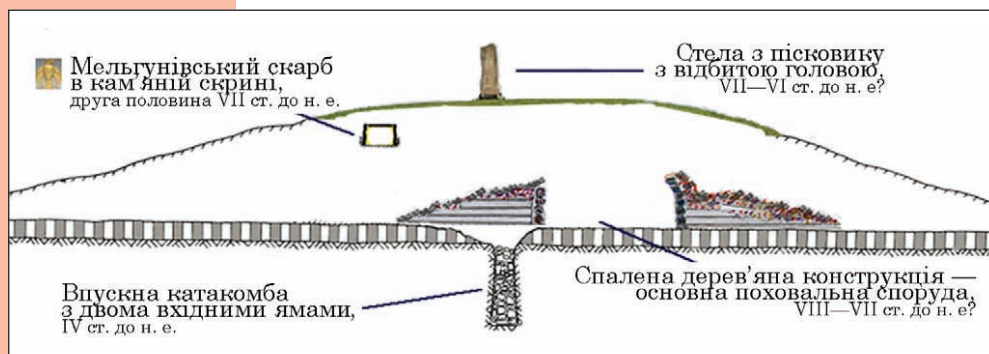 Мельгунівський скарб
в кам'яній скрині,
друга половина VII ст. до н. е.
Стела з пісковику
з відбитою головою,
VII—VI ст. до н. е?
Впускна катакомба
з двома вхідними ямами,
IV ст. до н. е.
Спалена дерев'яна конструкція —
основна поховальна споруда,
VIII—VII ст. до н. е?